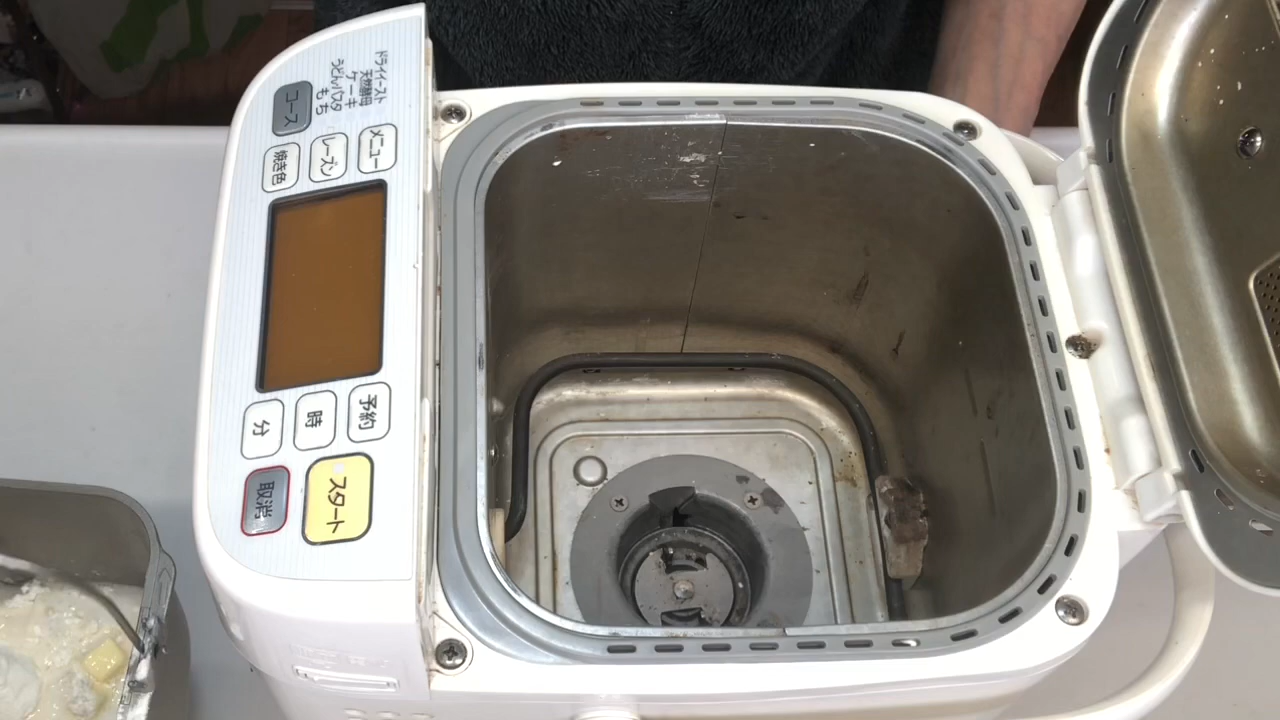 ドライイースト
天然酵母
ケーキ
うどん・パスタ
もち
コース
メニュー
レーズン
焼き色
予約
時
分
スタート
取消